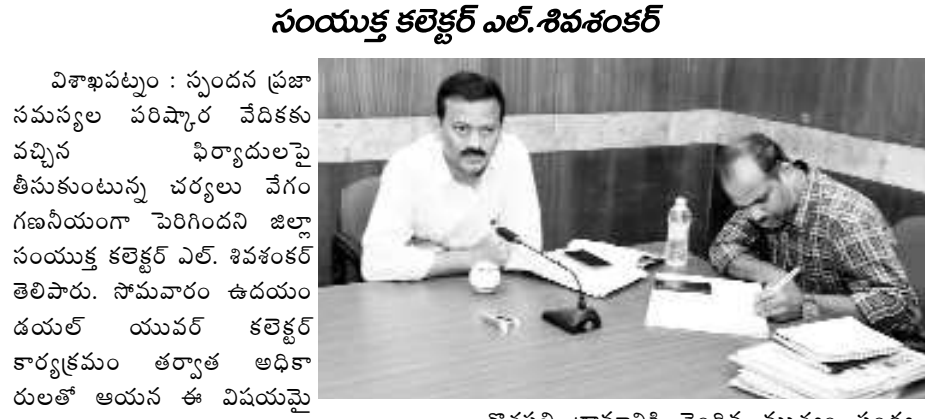 సంయుక్త కలెక్టర్ ఎల్.శివశంకర్
విశాఖపట్నం : స్పందన ప్రజా
సమస్యల పరిష్కార వేదికకు
వచ్చిన ఫిర్యాదులపై
తీసుకుంటున్న చర్యలు వేగం
గణనీయంగా పెరిగిందని జిల్లా
సంయుక్త కలెక్టర్ ఎల్. శివశంకర్
తెలిపారు. సోమవారం ఉదయం
డయల్ యువర్ కలెక్టర్
కార్యక్రమం తర్వాత అధికా
రులతో ఆయన ఈ విషయమై